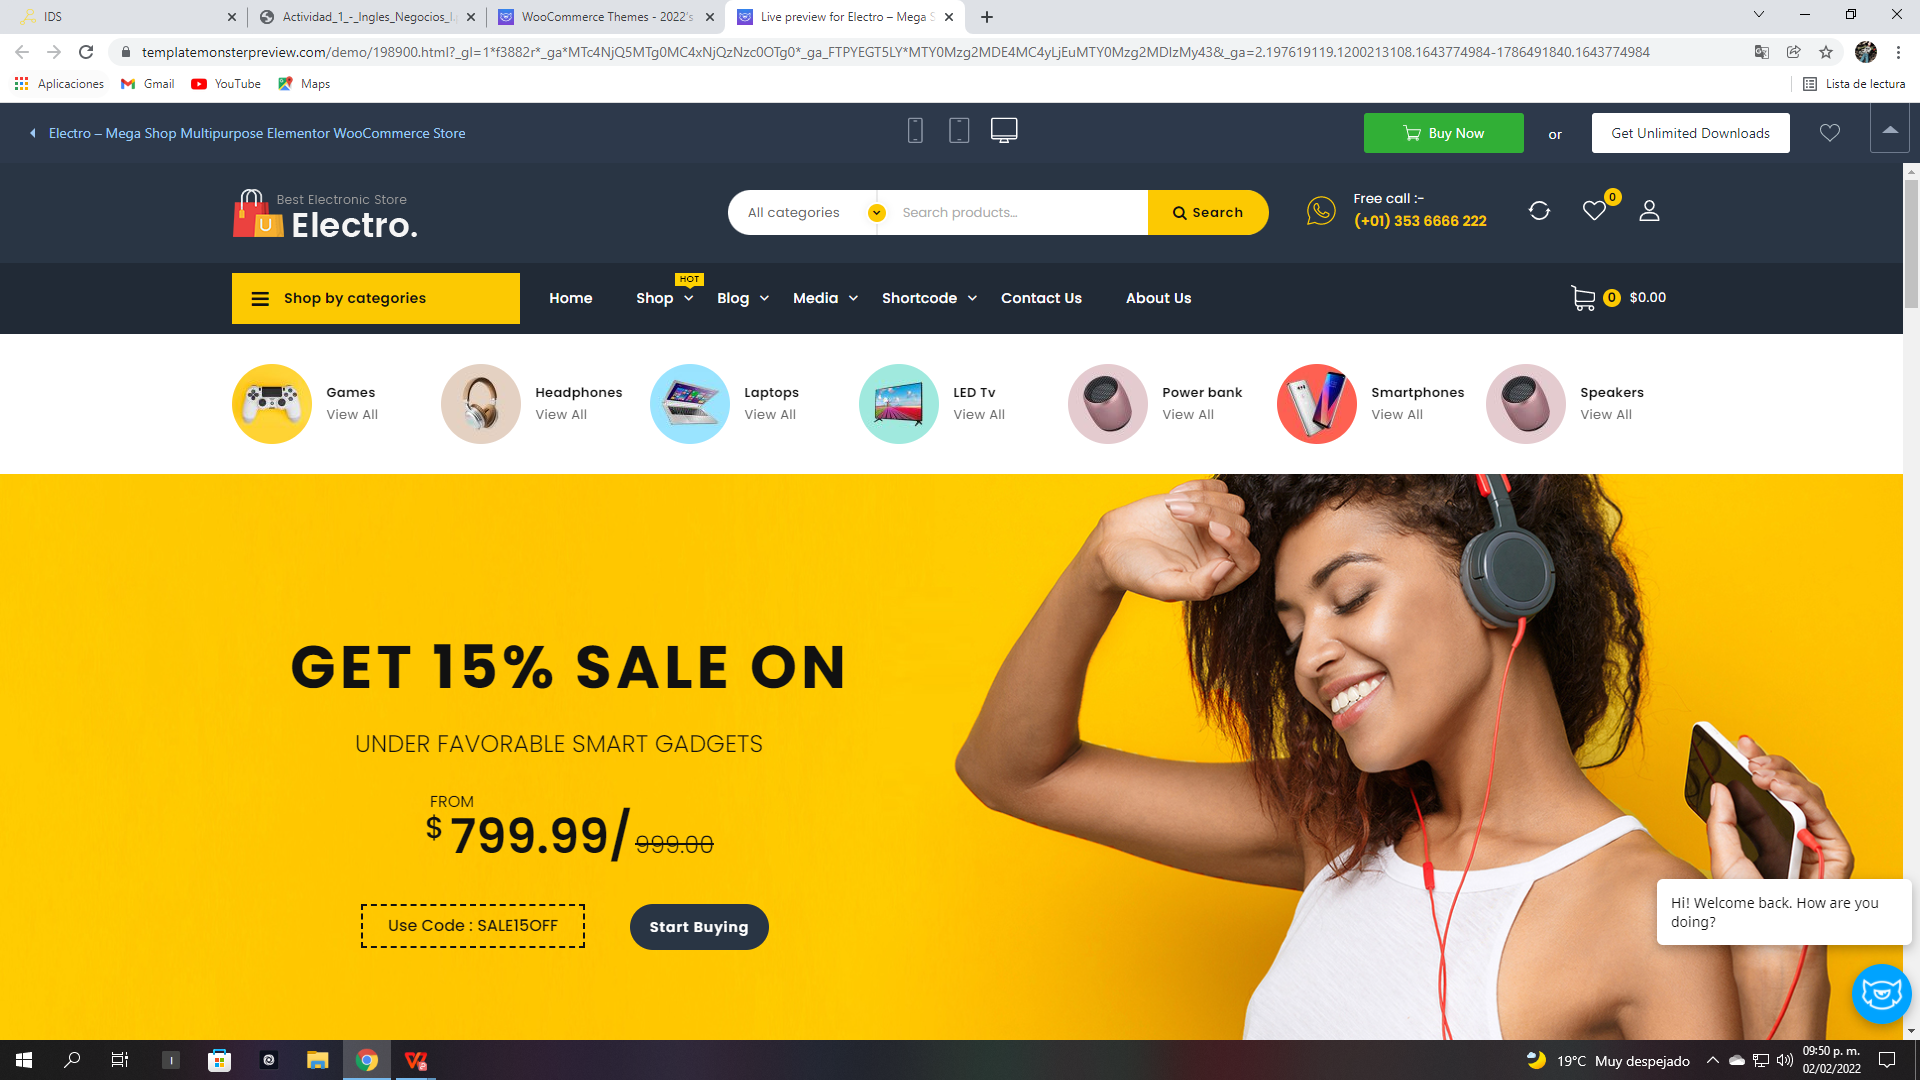 IDS
Actividad_1_-_Ingles_Negocios_I.
WooCommerce Themes - 2022's
Live preview for Electro – Mega S
templatemonsterpreview.com/demo/198900.html?_gl=1*f3882r*_ga*MTc4NjQ5MTg0MC4xNjQzNzc0OTg0*_ga_FTPYEGT5LY*MTY0Mzg2MDE4MC4yLjEuMTY0Mzg2MDIzMy43&_ga=2.197619119.1200213108.1643774984-1786491840.1643774984
Aplicaciones
Gmail
YouTube
Maps
Lista de lectura
Electro – Mega Shop Multipurpose Elementor WooCommerce Store
Buy Now
or
Get Unlimited Downloads
Best Electronic Store
U
Electro.
All categories
Search products...
Search
Free call :-
(+01) 353 6666 222
0
HOT
Shop by categories
Home
Shop
Blog
Media
Shortcode
Contact Us
About Us
0
$0.00
Games
View All
Headphones
View All
Laptops
View All
LED Tv
View All
Power bank
View All
Smartphones
View All
Speakers
View All
GET 15% SALE ON
UNDER FAVORABLE SMART GADGETS
FROM
$ 799.99/ 999.00
Use Code : SALE15OFF
Start Buying
Hi! Welcome back. How are you
doing?
19°C Muy despejado
09:50 p. m.
02/02/2022